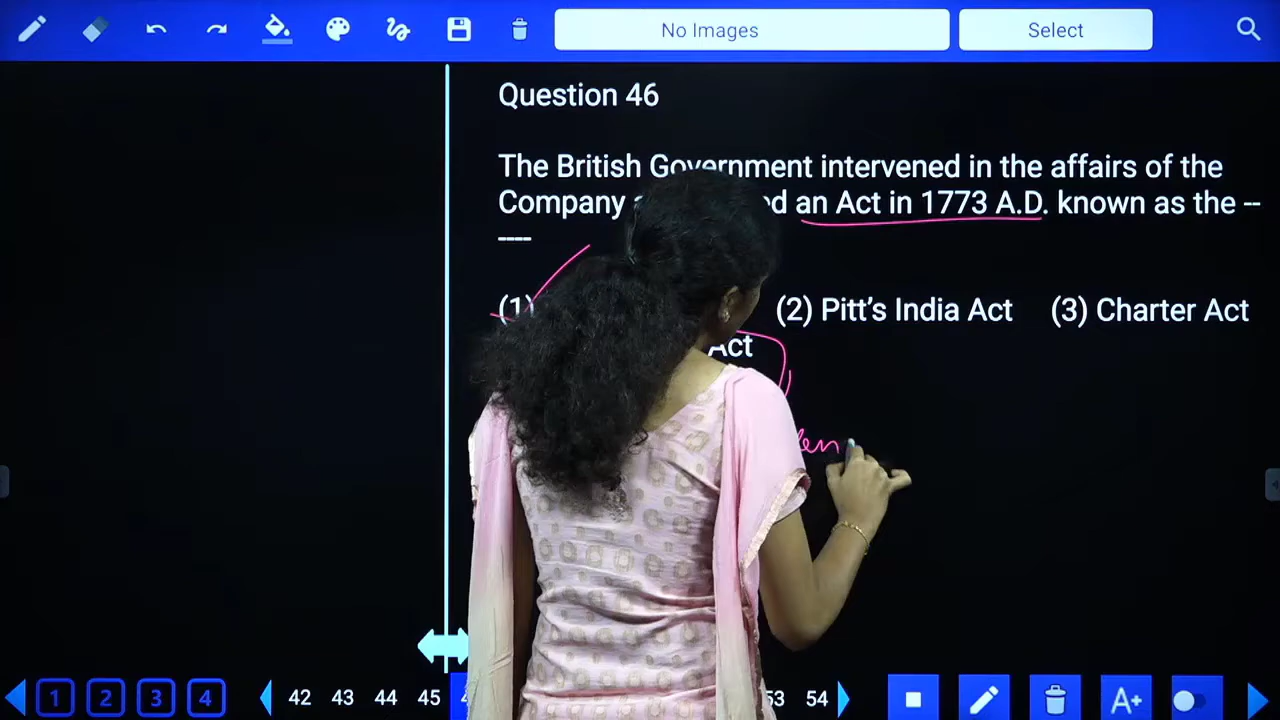 No Images
Select
Question 46
The British Government intervened in the affairs of the
Company an Act in 1773 A.D. known as the --
----
(1) (2) Pitt's India Act (3) Charter Act
Act
1 2 3 4 42 43 44 45 53 54 A+